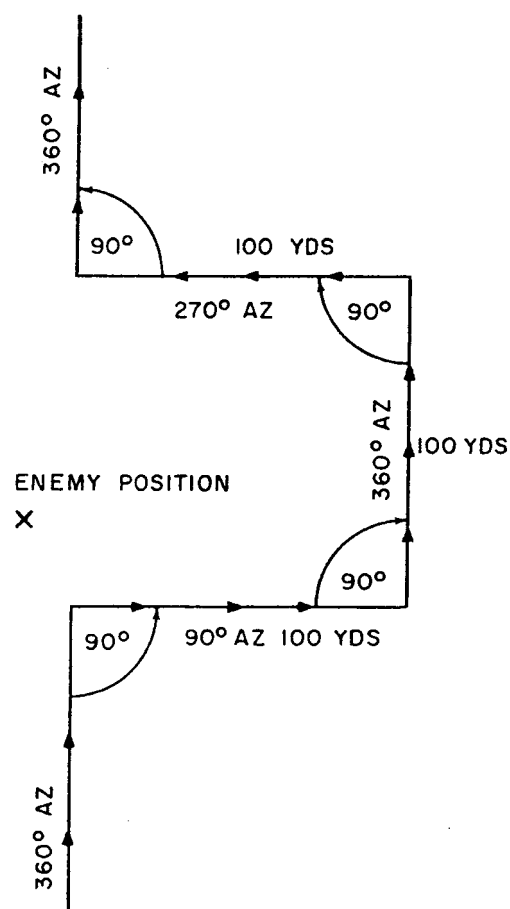 360° AZ
90°
100 YDS
270° AZ
90°
360° AZ
100 YDS
ENEMY POSITION
X
90°
90°
90° AZ 100 YDS
360° AZ